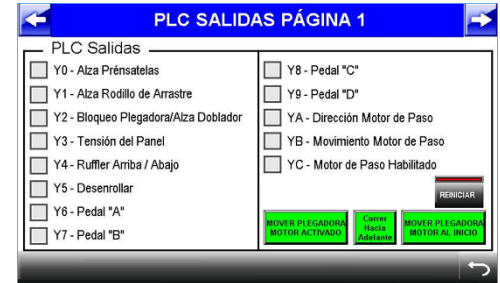 PLC SALIDAS PÁGINA 1
PLC Salidas
Y0 - Alza Prénsatelas
Y1 - Alza Rodillo de Arrastre
Y2 - Bloqueo Plegadora/Alza Doblador
Y3 - Tensión del Panel
Y4 - Ruffler Arriba / Abajo
Y5 - Desenrollar
Y6 - Pedal "A"
Y7 - Pedal "B"
Y8 - Pedal "C"
Y9 - Pedal "D"
YA - Dirección Motor de Paso
YB - Movimiento Motor de Paso
YC - Motor de Paso Habilitado
REINICIAR
MOVER PLEGADORA
MOTOR ACTIVADO
Correr
Hacia
Adelante
MOVER PLEGADORA
MOTOR AL INICIO